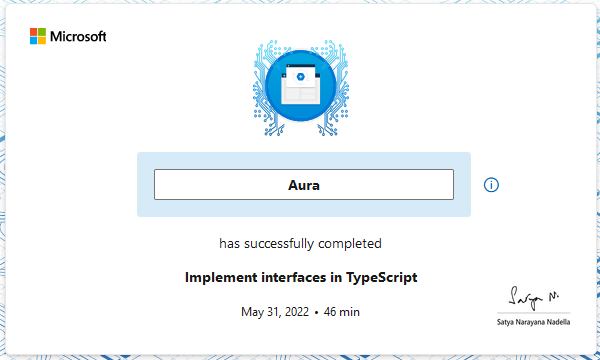 Microsoft
Aura
has successfully completed
Implement interfaces in TypeScript
May 31, 2022 • 46 min
Satya N.
Satya Narayana Nadella